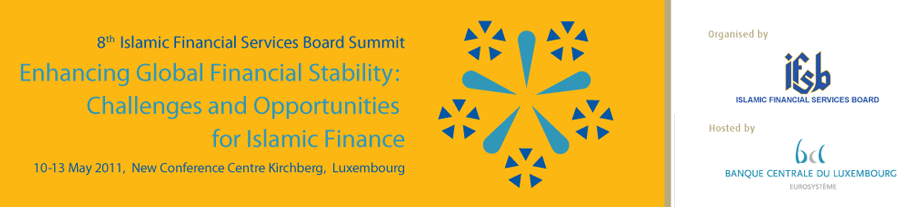 8th Islamic Financial Services Board Summit
Enhancing Global Financial Stability:
Challenges and Opportunities
for Islamic Finance
10-13 May 2011, New Conference Centre Kirchberg, Luxembourg
Organised by
ifsb
ISLAMIC FINANCIAL SERVICES BOARD
Hosted by
bcl
BANQUE CENTRALE DU LUXEMBOURG
EUROSYSTÈME